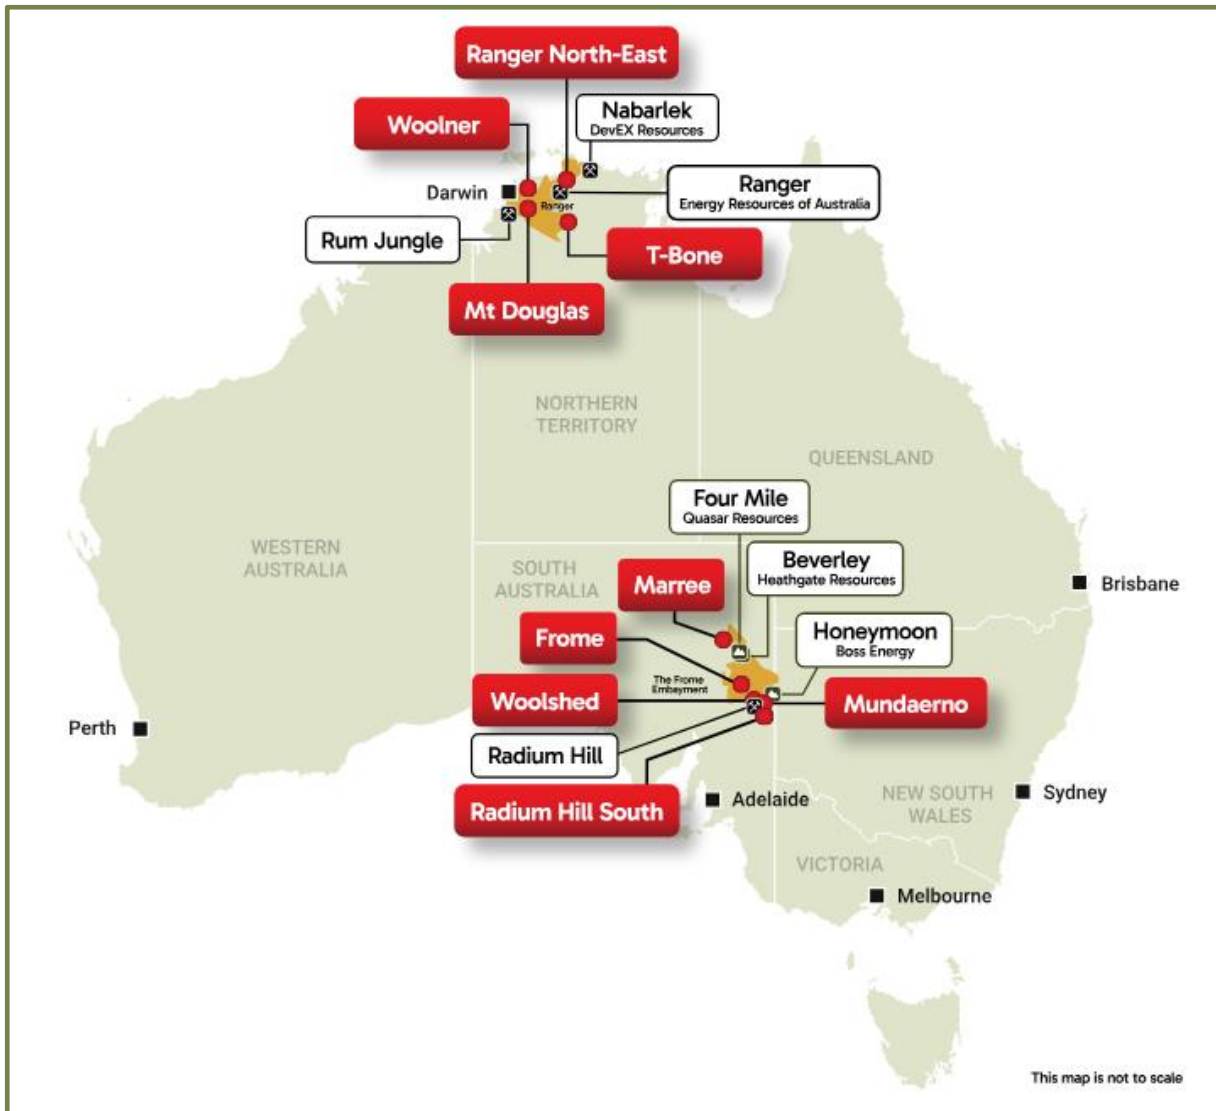 Ranger North-East
Nabarlek
DevEX Resources
Woolner
Ranger
Energy Resources of Australia
Darwin
Ranger
Rum Jungle
T-Bone
Mt Douglas
NORTHERN
TERRITORY
QUEENSLAND
Four Mile
Quasar Resources
WESTERN
AUSTRALIA
SOUTH
AUSTRALIA
Beverley
Heathgate Resources
Marree
Brisbane
Frome
Honeymoon
Boss Energy
The Frome
Embayment
Woolshed
Mundaerno
Perth
Radium Hill
Radium Hill South
Adelaide
NEW SOUTH
WALES
Sydney
VICTORIA
Melbourne
This map is not to scale